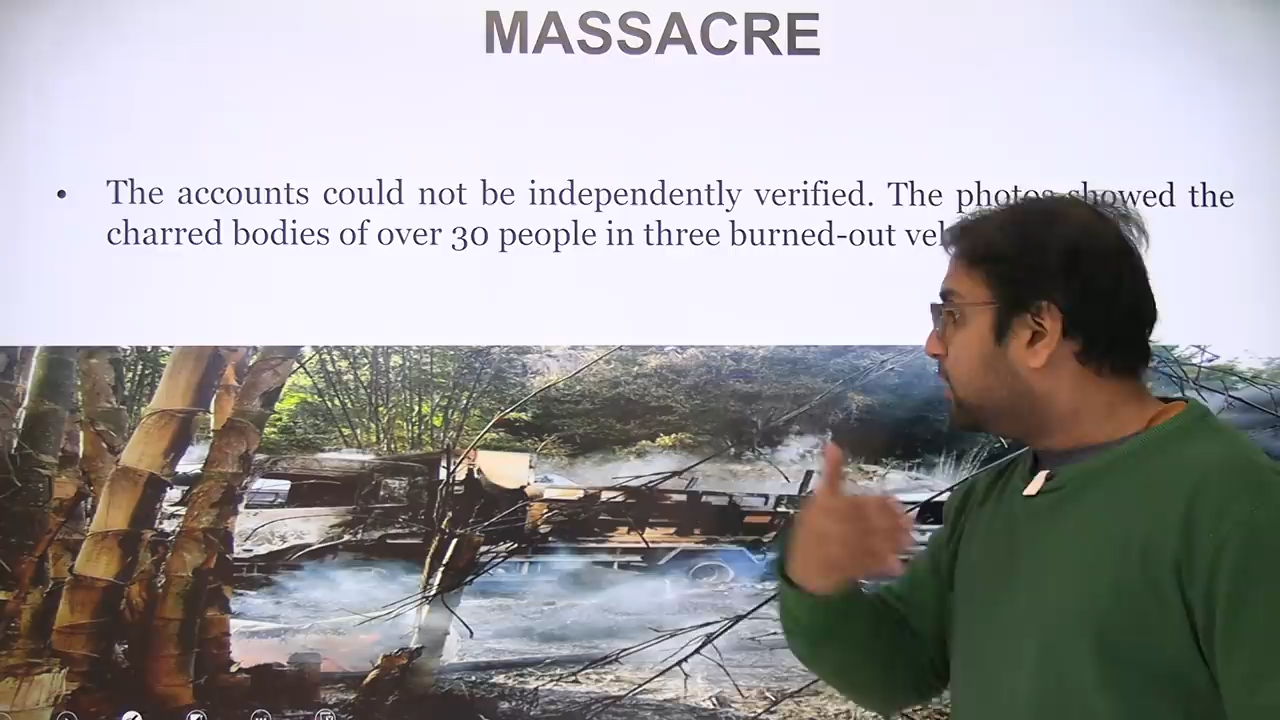 MASSACRE
• The accounts could not be independently verified. The photos showed the
charred bodies of over 30 people in three burned-out